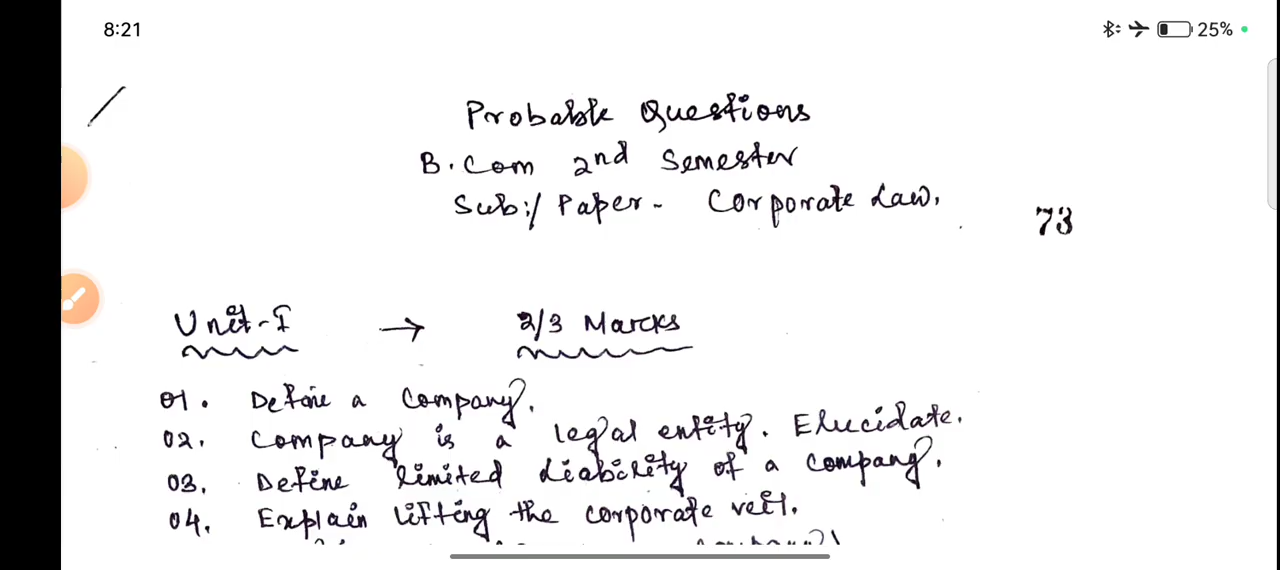 8:21
25%
Probable Questions
B.Com 2nd Semester
Sub:/ Paper- Corporate Law.
73
Unit-I → 2/3 Marcks
01. Define a company.
02. Company is a legal entity. Elucidate.
03. Define limited liability of a company.
04. Explain lifting the corporate veil.